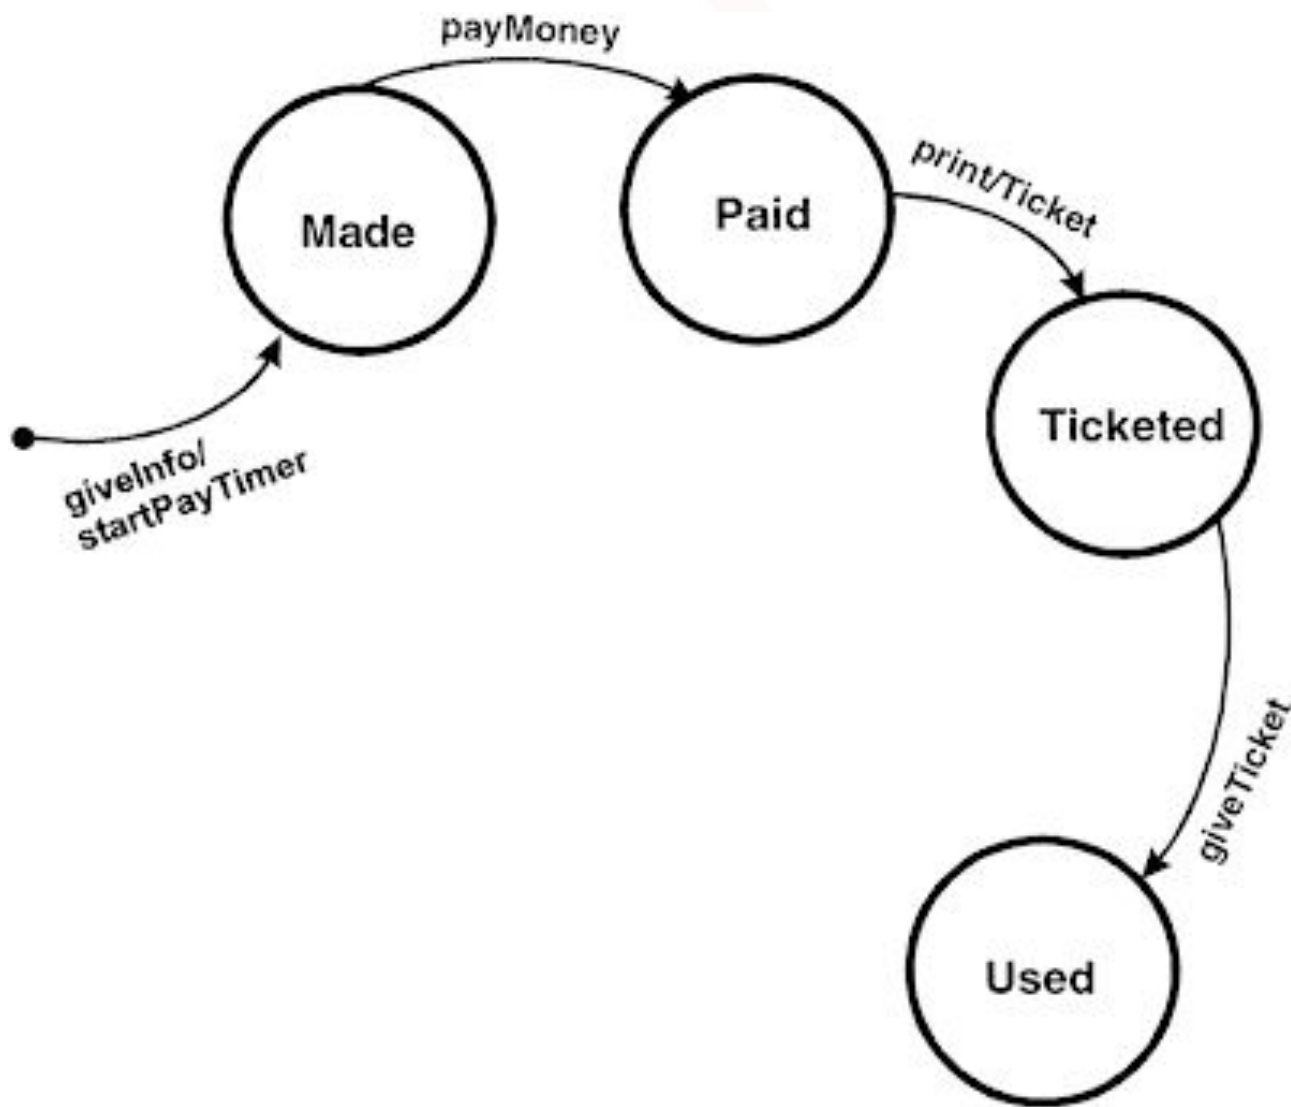 payMoney
Made
Paid
print/Ticket
Ticketed
giveInfo/
startPayTimer
giveTicket
Used